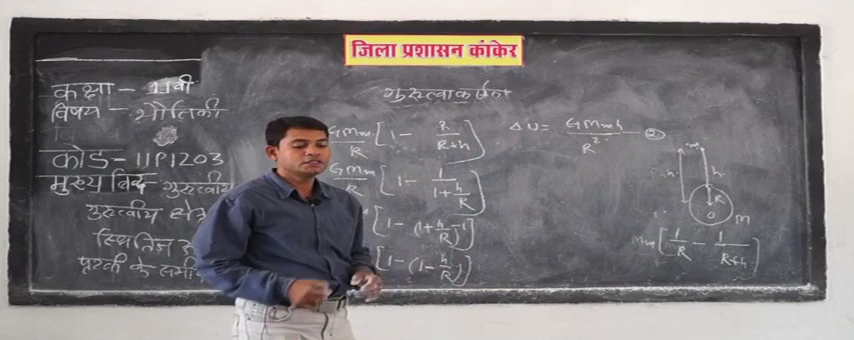 जिला प्रशासन कांकेर
कक्षा - 11वी
विषय - भौतिकी
कोड - 11P1203
मुख्य बिंदु गुरुत्वीय
गुरुत्वीय
स्थितिज
पृथ्वी के
गुरुत्वाकर्षण
GMm/R [1 - R/R+h]
GMm/R [1 - 1/1+h/R]
[1 - (1+h/R)-1]
[1 - (1-h/R)]
ΔU = GMmh/R² ②
h
R
O
M
[1/R - 1/R+h]